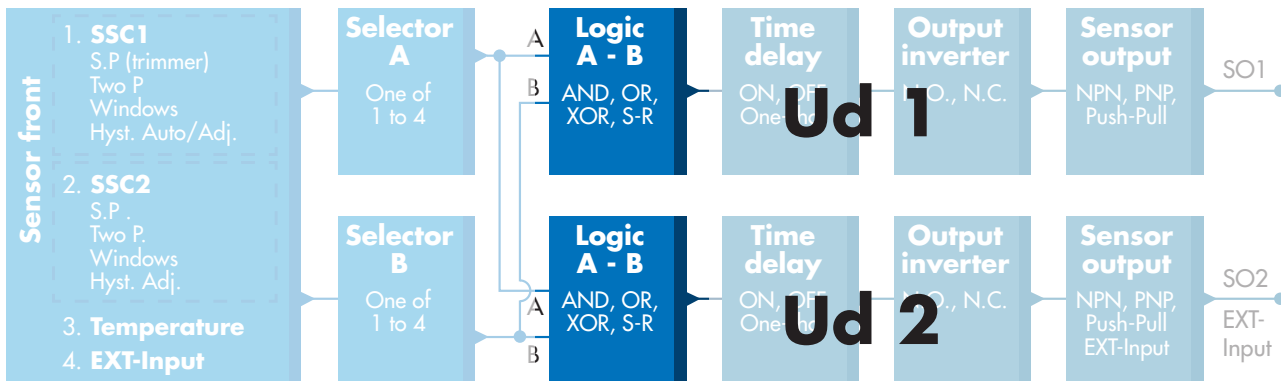 Sensor front
1. SSC1
S.P (trimmer)
Two P
Windows
Hyst. Auto/Adj.
2. SSC2
S.P .
Two P.
Windows
Hyst. Adj.
3. Temperature
4. EXT-Input
Selector
A
One of
1 to 4
A
B
Logic
A - B
AND, OR,
XOR, S-R
Time
delay
ON, OFF
Output
inverter
N.C.
Sensor
output
NPN, PNP,
Push-Pull
SO1
Ud 1
Selector
B
One of
1 to 4
A
B
Logic
A - B
AND, OR,
XOR, S-R
Time
delay
ON, OFF
Output
inverter
N.C.
Sensor
output
NPN, PNP,
Push-Pull
EXT-Input
SO2
EXT-
Input
Ud 2